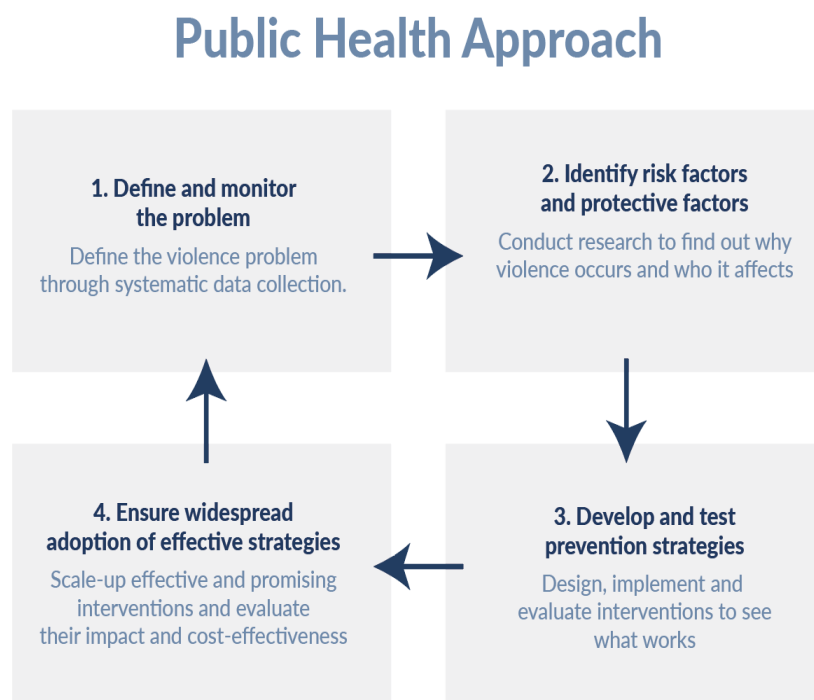 Public Health Approach
1. Define and monitor
the problem
Define the violence problem
through systematic data collection.
2. Identify risk factors
and protective factors
Conduct research to find out why
violence occurs and who it affects
3. Develop and test
prevention strategies
Design, implement and
evaluate interventions to see
what works
4. Ensure widespread
adoption of effective strategies
Scale-up effective and promising
interventions and evaluate
their impact and cost-effectiveness